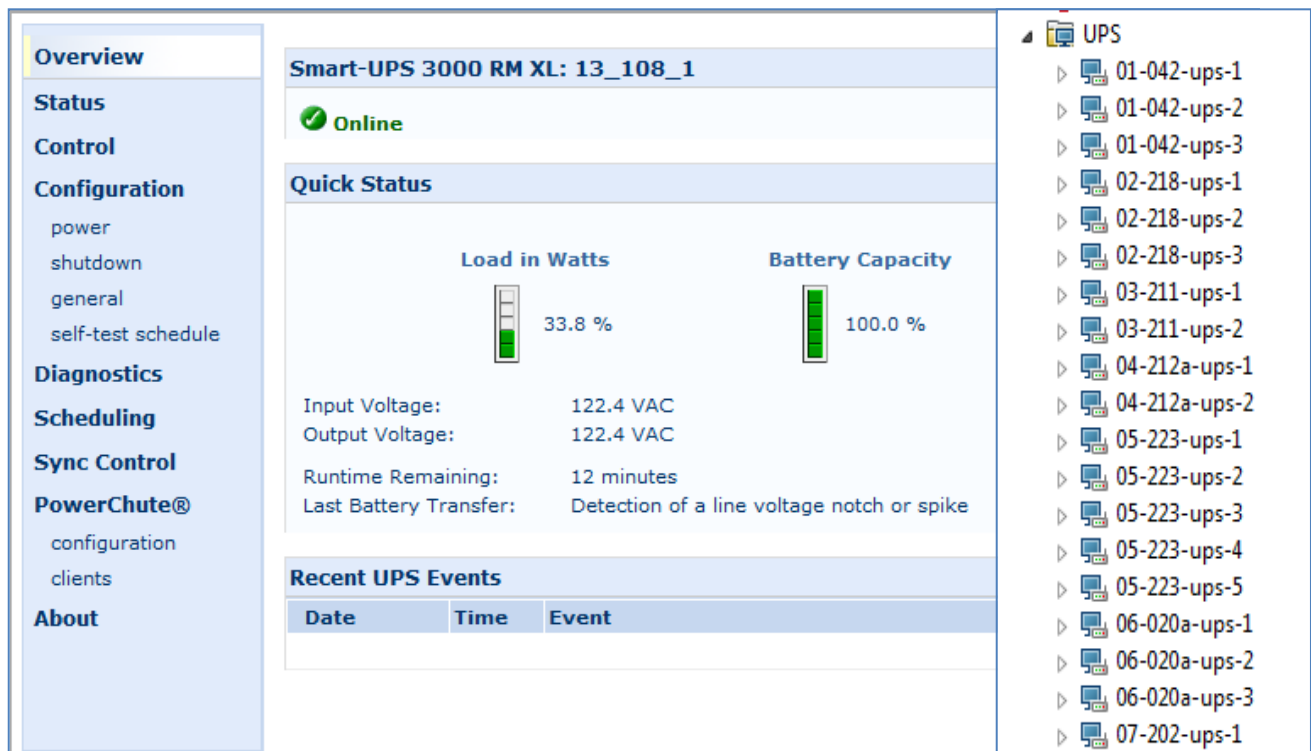 Overview
Status
Control
Configuration
power
shutdown
general
self-test schedule
Diagnostics
Scheduling
Sync Control
PowerChute®
configuration
clients
About
Smart-UPS 3000 RM XL: 13_108_1
Online
Quick Status
Load in Watts Battery Capacity
33.8 % 100.0 %
Input Voltage: 122.4 VAC
Output Voltage: 122.4 VAC
Runtime Remaining: 12 minutes
Last Battery Transfer: Detection of a line voltage notch or spike
Recent UPS Events
Date Time Event
UPS
01-042-ups-1
01-042-ups-2
01-042-ups-3
02-218-ups-1
02-218-ups-2
02-218-ups-3
03-211-ups-1
03-211-ups-2
04-212a-ups-1
04-212a-ups-2
05-223-ups-1
05-223-ups-2
05-223-ups-3
05-223-ups-4
05-223-ups-5
06-020a-ups-1
06-020a-ups-2
06-020a-ups-3
07-202-ups-1